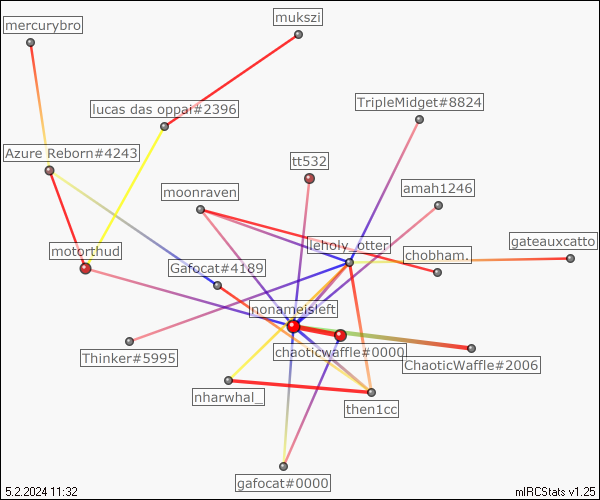 mukszi
mercurybro
TripleMidget#8824
lucas das oppai#2396
Azure Reborn#4243
tt532
amah1246
moonraven
leholy_otter
gateauxcatto
motorthud
chobham.
Gafocat#4189
nonameisleft
Thinker#5995
chaoticwaffle#0000
ChaoticWaffle#2006
nharwhal_
then1cc
gafocat#0000
5.2.2024 11:32
mIRCStats v1.25